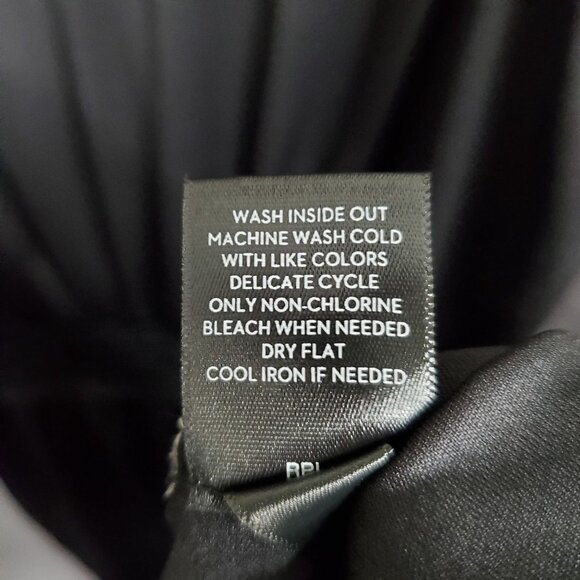 WASH INSIDE OUT
MACHINE WASH COLD
WITH LIKE COLORS
DELICATE CYCLE
ONLY NON-CHLORINE
BLEACH WHEN NEEDED
DRY FLAT
COOL IRON IF NEEDED